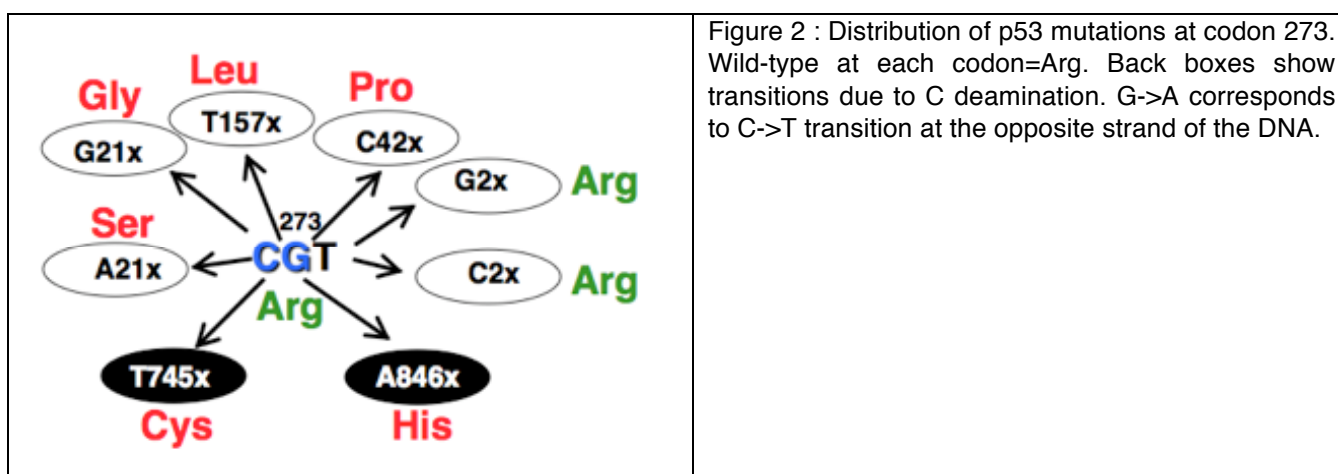 Leu
Gly
Pro
T157x
G21x
C42x
G2x
Arg
Ser
273
A21x
CGT
C2x
Arg
Arg
T745x
A846x
Cys
His
Figure 2 : Distribution of p53 mutations at codon 273.
Wild-type at each codon=Arg. Back boxes show
transitions due to C deamination. G->A corresponds
to C->T transition at the opposite strand of the DNA.